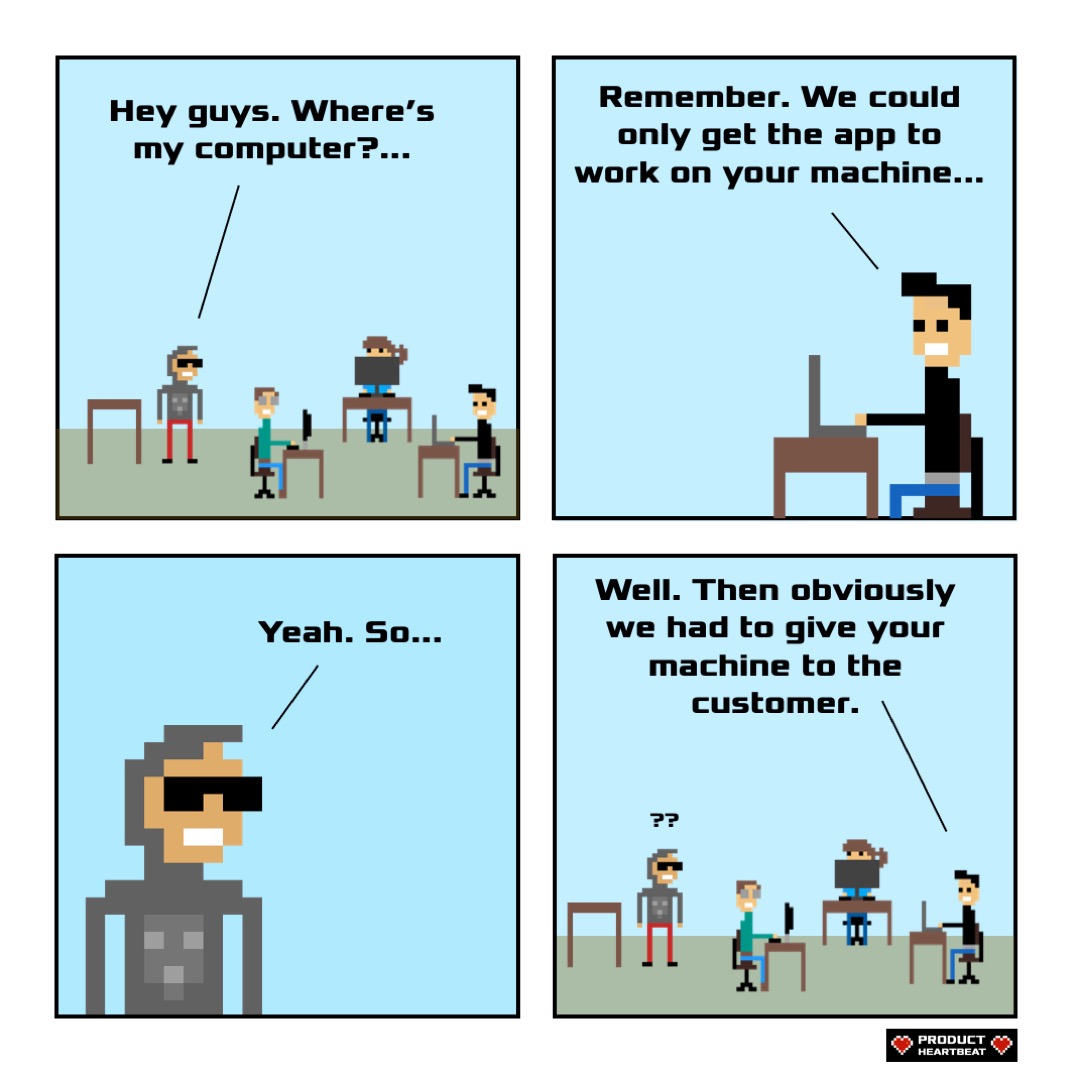 Hey guys. Where's
my computer?...
Remember. We could
only get the app to
work on your machine...
Yeah. So...
Well. Then obviously
we had to give your
machine to the
customer.
??
PRODUCT
HEARTBEAT